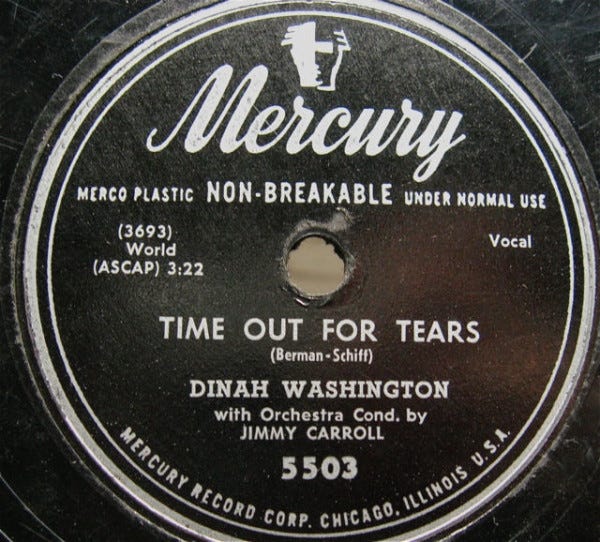 Mercury
MERCO PLASTIC NON-BREAKABLE UNDER NORMAL USE
(3693)
World
(ASCAP) 3:22
Vocal
TIME OUT FOR TEARS
(Berman-Schiff)
DINAH WASHINGTON
with Orchestra Cond. by
JIMMY CARROLL
5503
MERCURY RECORD CORP. CHICAGO, ILLINOIS U.S.A.